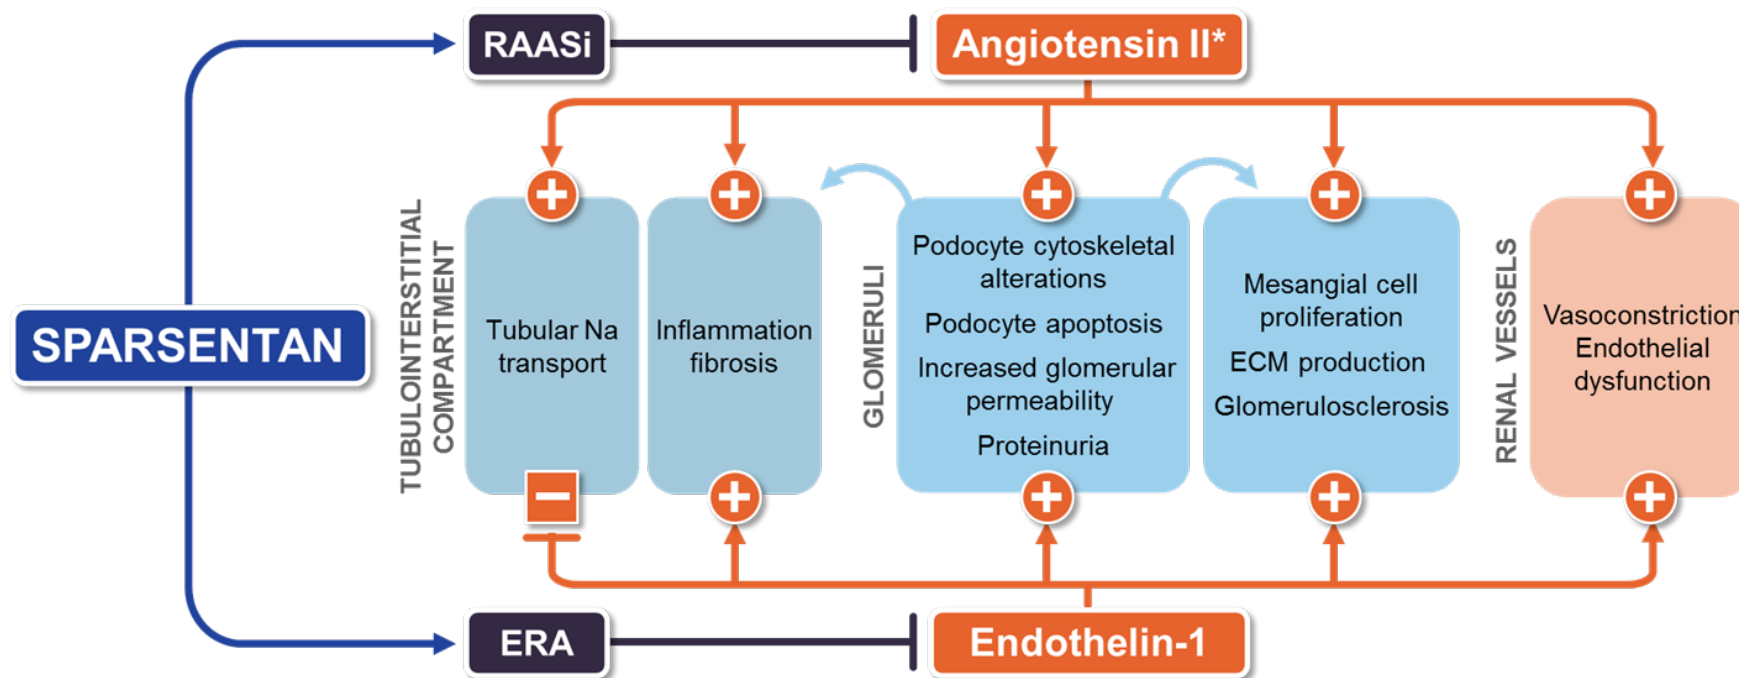 RAASi
Angiotensin II*
SPARSENTAN
TUBULOINTERSTITIAL
COMPARTMENT
+
Tubular Na
transport
−
+
Inflammation
fibrosis
+
GLOMERULI
+
Podocyte cytoskeletal
alterations
Podocyte apoptosis
Increased glomerular
permeability
Proteinuria
+
+
Mesangial cell
proliferation
ECM production
Glomerulosclerosis
+
RENAL VESSELS
+
Vasoconstriction
Endothelial
dysfunction
+
ERA
Endothelin-1